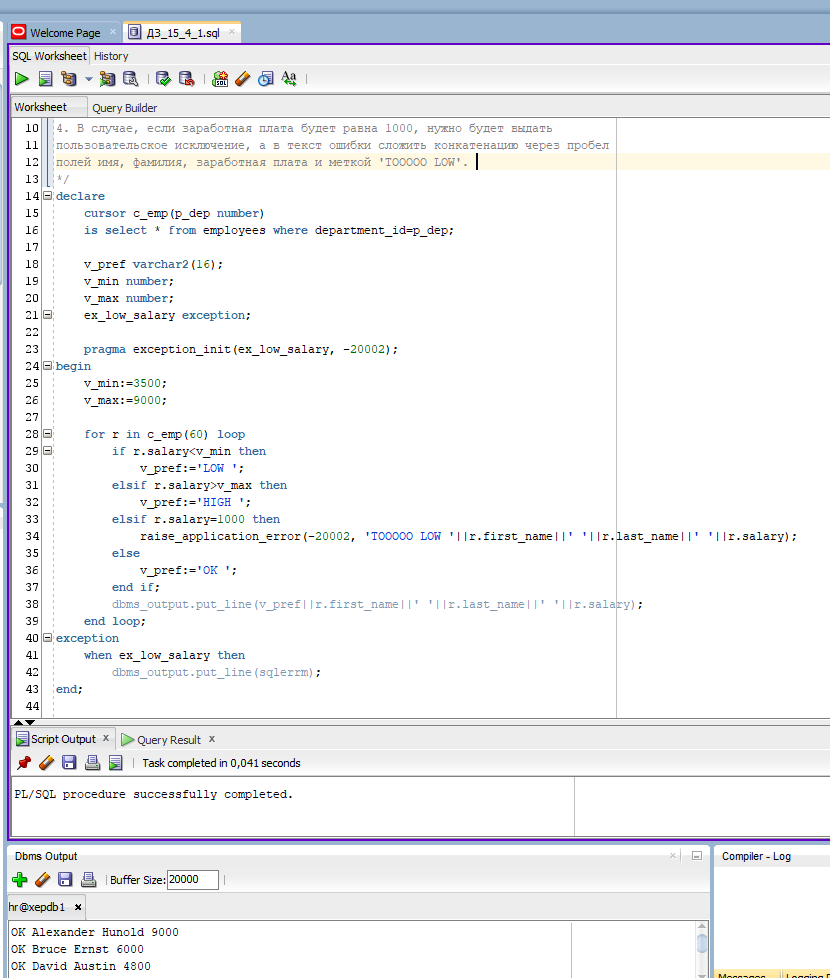 Welcome Page
ДЗ_15_4_1.sql
SQL Worksheet History
Worksheet Query Builder
10 4. В случае, если заработная плата будет равна 1000, нужно будет выдать
11 пользовательское исключение, а в текст ошибки сложить конкатенацию через пробел
12 полей имя, фамилия, заработная плата и меткой 'TOOOOO LOW'.
13 */
14 declare
15 cursor c_emp(p_dep number)
16 is select * from employees where department_id=p_dep;
17
18 v_pref varchar2(16);
19 v_min number;
20 v_max number;
21 ex_low_salary exception;
22
23 pragma exception_init(ex_low_salary, -20002);
24 begin
25 v_min:=3500;
26 v_max:=9000;
27
28 for r in c_emp(60) loop
29 if r.salary<v_min then
30 v_pref:='LOW ';
31 elsif r.salary>v_max then
32 v_pref:='HIGH ';
33 elsif r.salary=1000 then
34 raise_application_error(-20002, 'TOOOOO LOW '||r.first_name||' '||r.last_name||' '||r.salary);
35 else
36 v_pref:='OK ';
37 end if;
38 dbms_output.put_line(v_pref||r.first_name||' '||r.last_name||' '||r.salary);
39 end loop;
40 exception
41 when ex_low_salary then
42 dbms_output.put_line(sqlerrm);
43 end;
44
Script Output x Query Result x
Task completed in 0,041 seconds
PL/SQL procedure successfully completed.
Dbms Output
Compiler - Log
Buffer Size: 20000
hr@xepdb1 x
OK Alexander Hunold 9000
OK Bruce Ernst 6000
OK David Austin 4800
Messages Logging